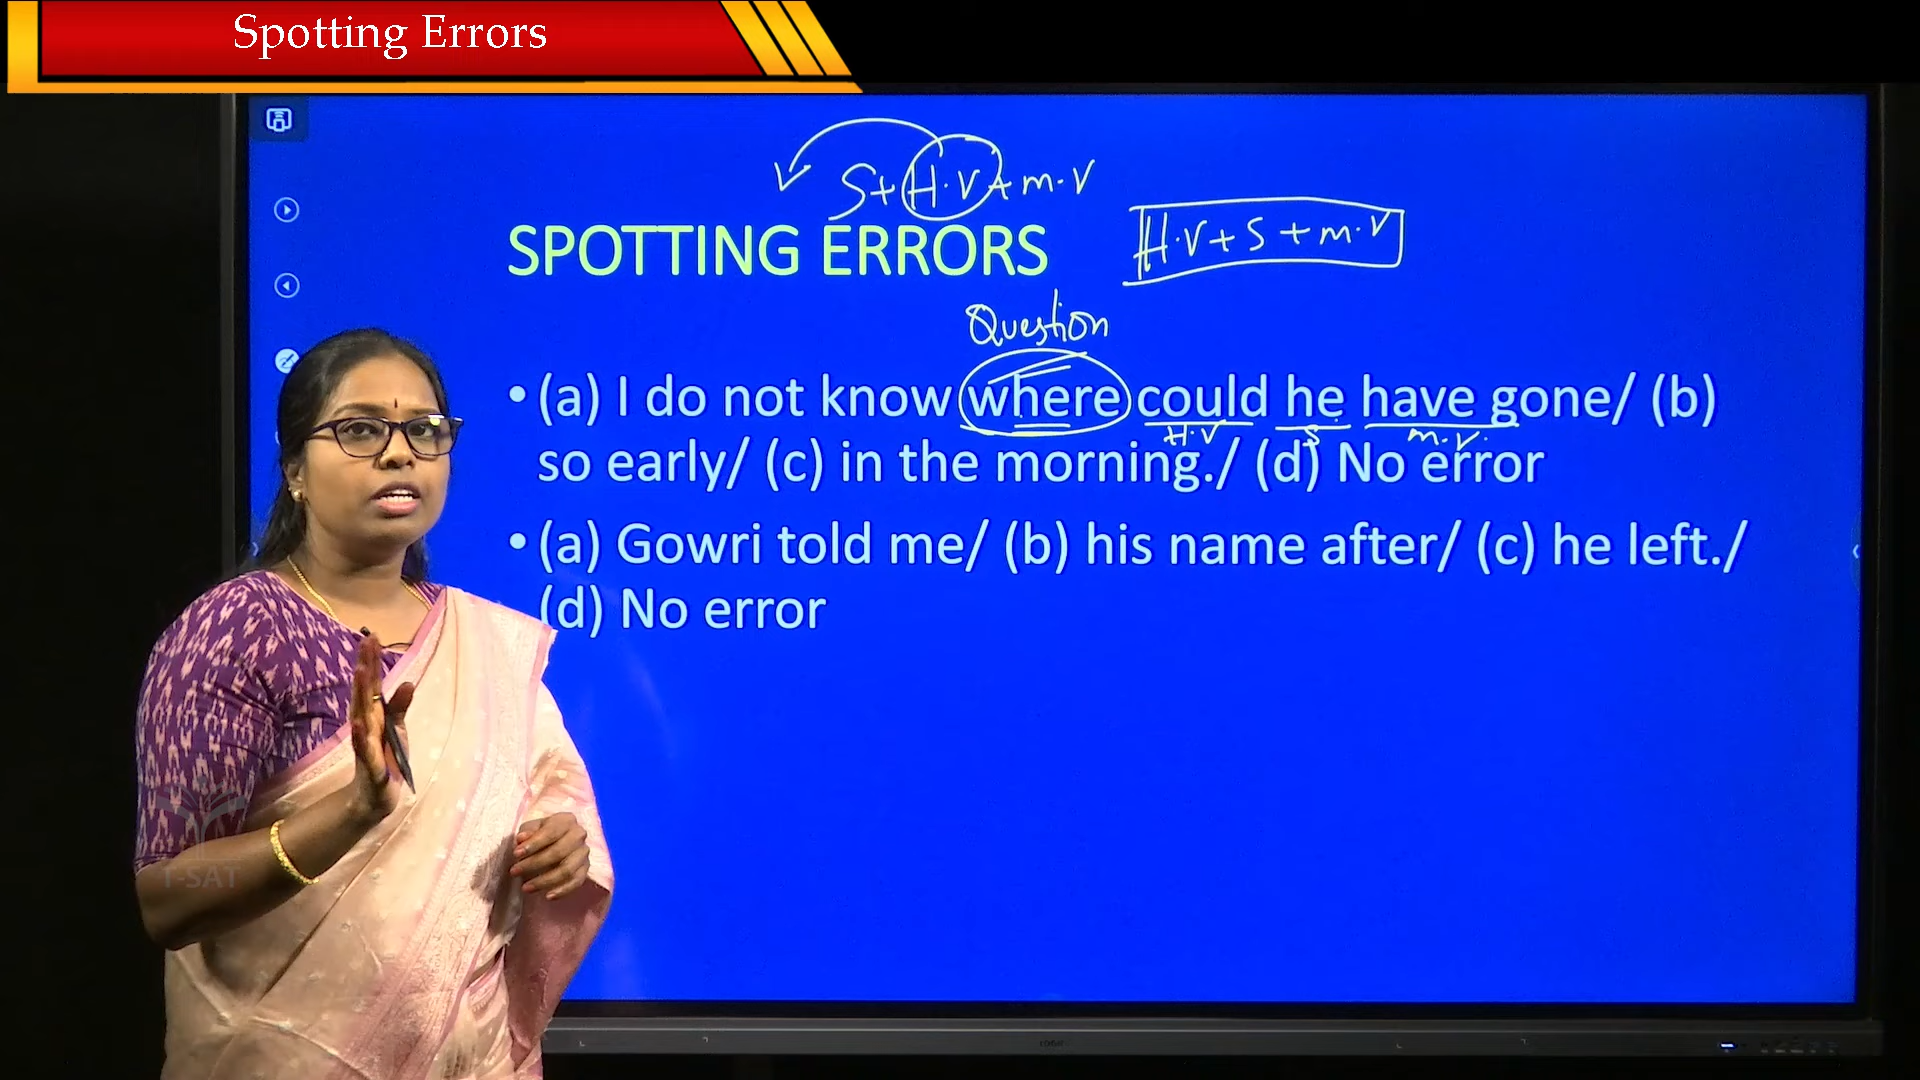 Spotting Errors
S+H.V+m.V
SPOTTING ERRORS
H.V+S+m.V
Question
• (a) I do not know where could he have gone/ (b)
H.V S m.V.
so early/ (c) in the morning./ (d) No error
• (a) Gowri told me/ (b) his name after/ (c) he left./
(d) No error
T-SAT